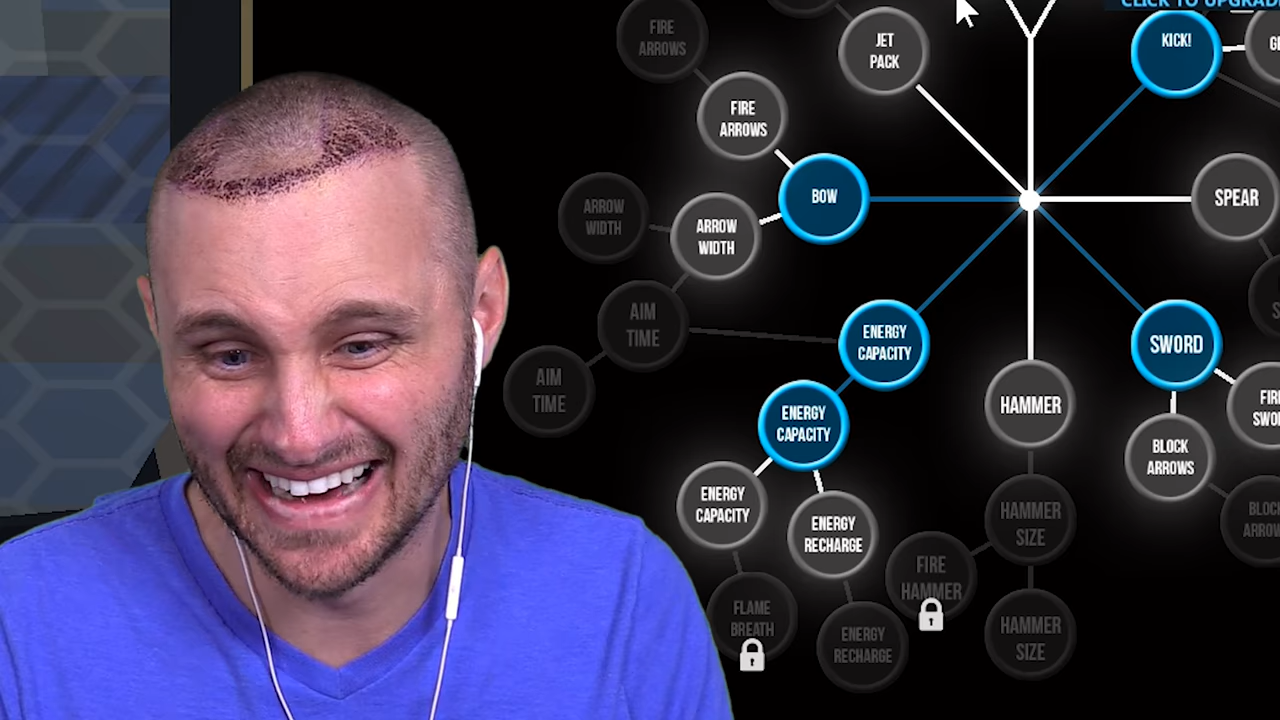 CLICK TO UPGRADE
FIRE
ARROWS
JET
PACK
KICK!
FIRE
ARROWS
BOW
SPEAR
ARROW
WIDTH
ARROW
WIDTH
AIM
TIME
ENERGY
CAPACITY
SWORD
AIM
TIME
ENERGY
CAPACITY
HAMMER
BLOCK
ARROWS
ENERGY
CAPACITY
ENERGY
RECHARGE
HAMMER
SIZE
FIRE
HAMMER
FLAME
BREATH
ENERGY
RECHARGE
HAMMER
SIZE